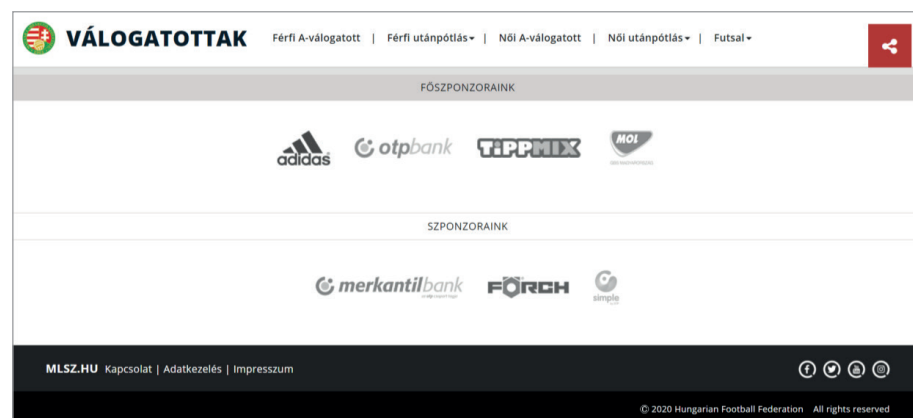 VÁLOGATOTTAK Férfi A-válogatott | Férfi utánpótlás | Női A-válogatott | Női utánpótlás | Futsal
FŐSZPONZORAINK
adidas otpbank TiPPMIX MOL
SZPONZORAINK
merkantilbank FÖRCH simple
MLSZ.HU Kapcsolat | Adatkezelés | Impresszum
© 2020 Hungarian Football Federation All rights reserved